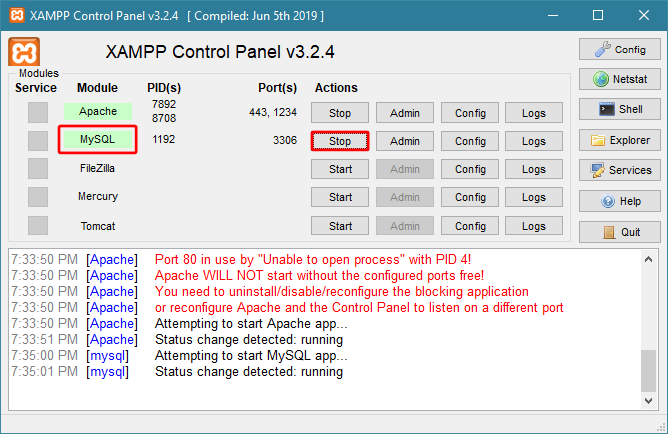 XAMPP Control Panel v3.2.4 [ Compiled: Jun 5th 2019 ]
XAMPP Control Panel v3.2.4
Config
Modules
Service Module PID(s) Port(s) Actions
Netstat
Apache 7892 8708 443, 1234 Stop Admin Config Logs
Shell
MySQL 1192 3306 Stop Admin Config Logs
Explorer
FileZilla Start Admin Config Logs
Services
Mercury Start Admin Config Logs
Help
Tomcat Start Admin Config Logs
Quit
7:33:50 PM [Apache] Port 80 in use by "Unable to open process" with PID 4!
7:33:50 PM [Apache] Apache WILL NOT start without the configured ports free!
7:33:50 PM [Apache] You need to uninstall/disable/reconfigure the blocking application
7:33:50 PM [Apache] or reconfigure Apache and the Control Panel to listen on a different port
7:33:50 PM [Apache] Attempting to start Apache app...
7:33:51 PM [Apache] Status change detected: running
7:35:00 PM [mysql] Attempting to start MySQL app...
7:35:01 PM [mysql] Status change detected: running